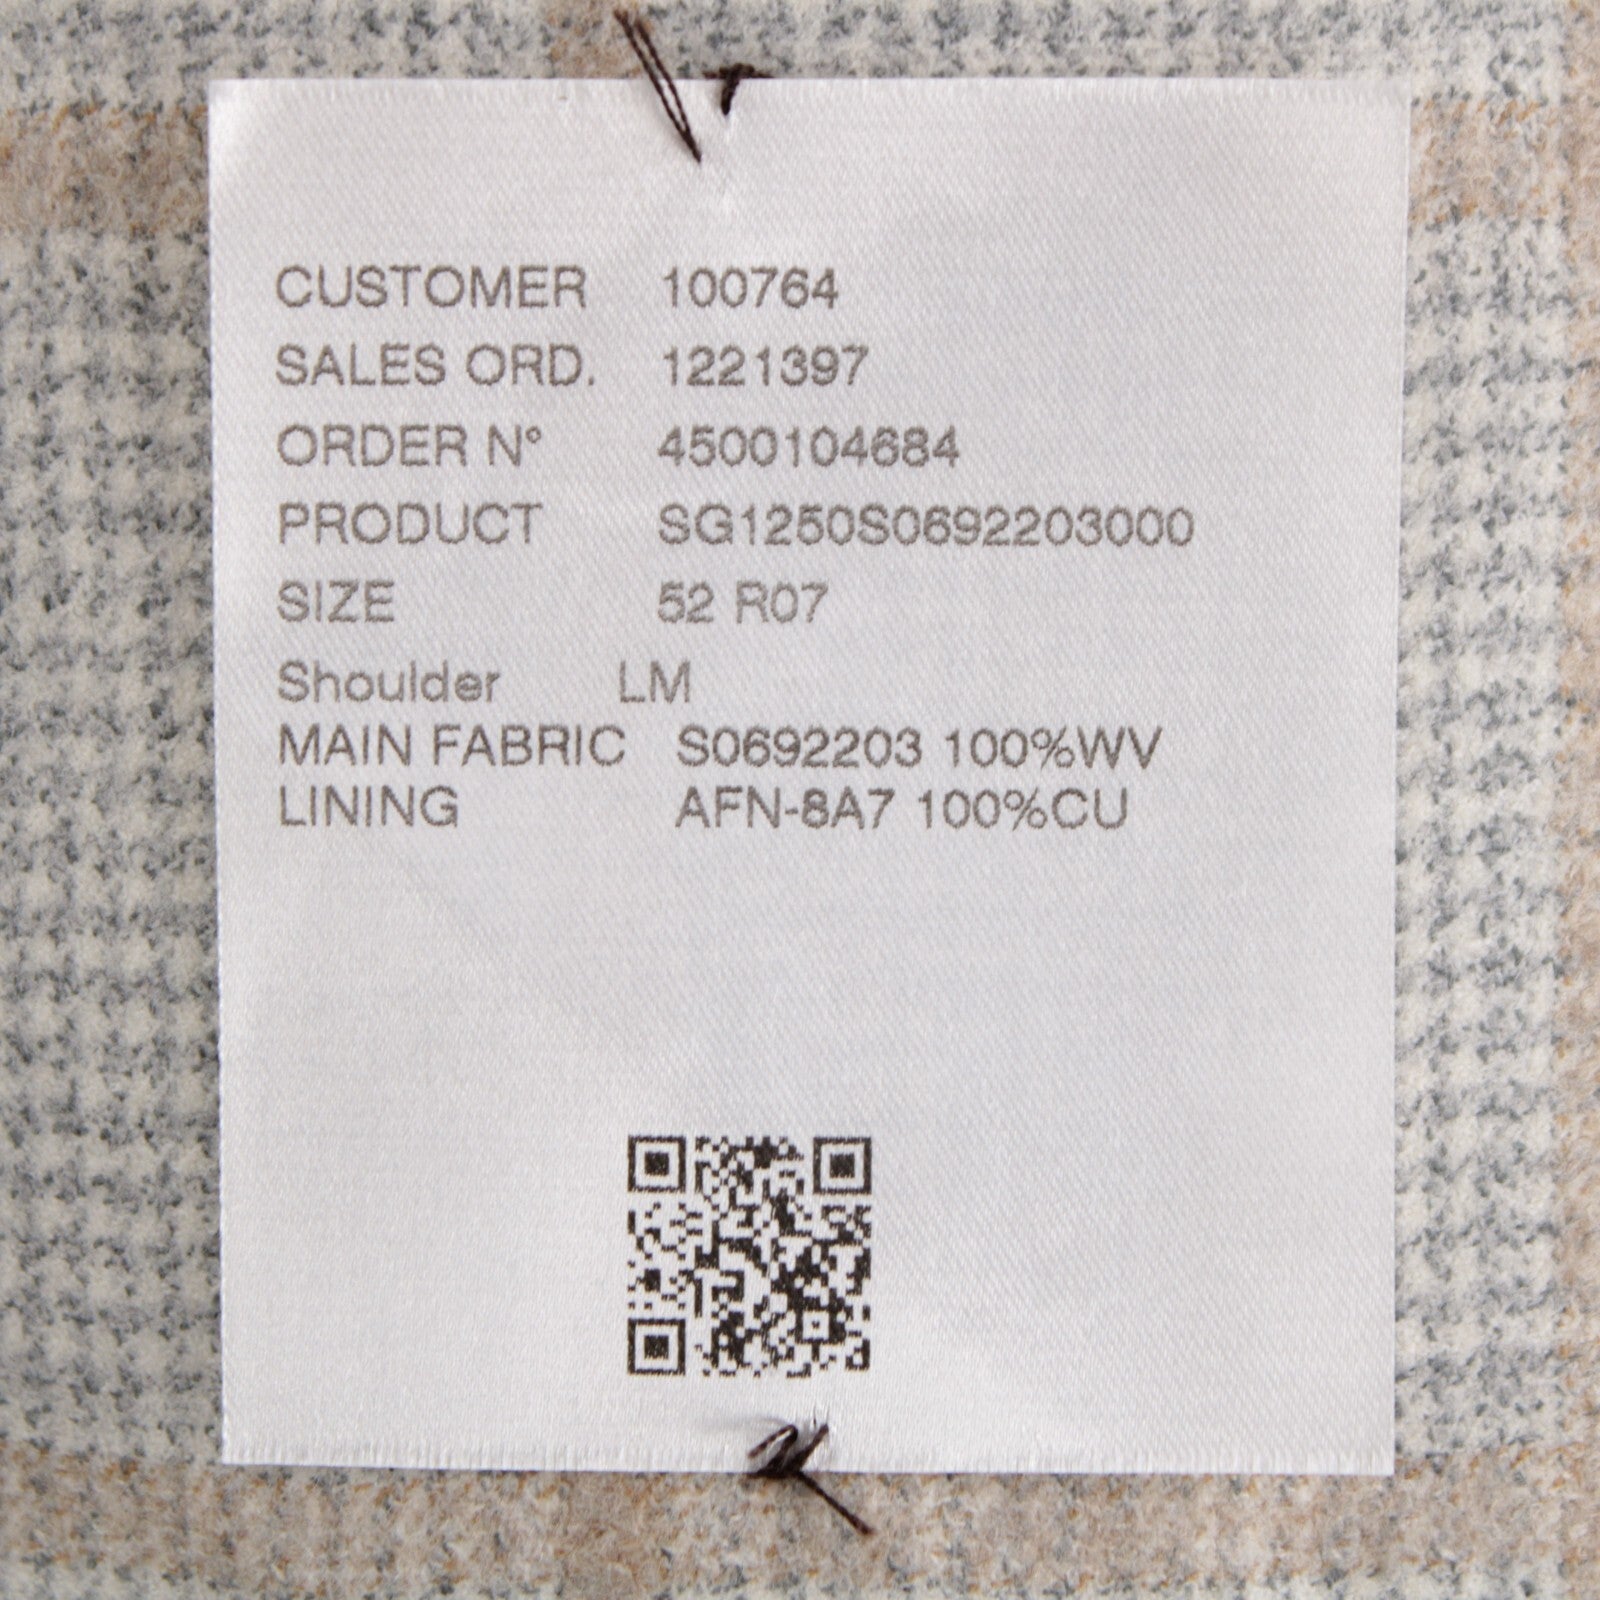 CUSTOMER 100764
SALES ORD. 1221397
ORDER N° 4500104684
PRODUCT SG1250S0692203000
SIZE 52 R07
Shoulder LM
MAIN FABRIC S0692203 100%WV
LINING AFN-8A7 100%CU